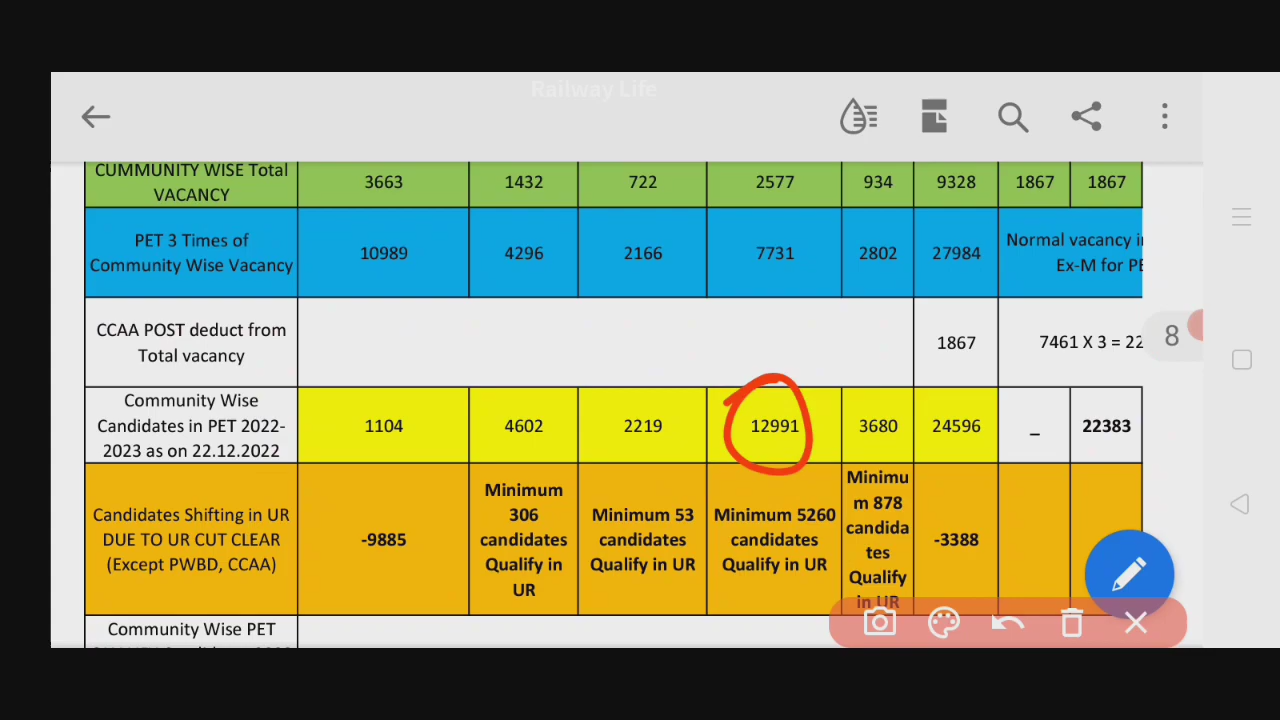 Railway Life
CUMMUNITY WISE Total
VACANCY
3663 1432 722 2577 934 9328 1867 1867
PET 3 Times of
Community Wise Vacancy
10989 4296 2166 7731 2802 27984
Normal vacancy
Ex-M for
CCAA POST deduct from
Total vacancy
1867
7461 X 3 = 22
8
Community Wise
Candidates in PET 2022-
2023 as on 22.12.2022
1104 4602 2219 12991 3680 24596 _ 22383
Candidates Shifting in UR
DUE TO UR CUT CLEAR
(Except PWBD, CCAA)
-9885
Minimum
306
candidates
Qualify in
UR
Minimum 53
candidates
Qualify in UR
Minimum 5260
candidates
Qualify in UR
Minimu
m 878
candida
tes
Qualify
in UR
-3388
Community Wise PET